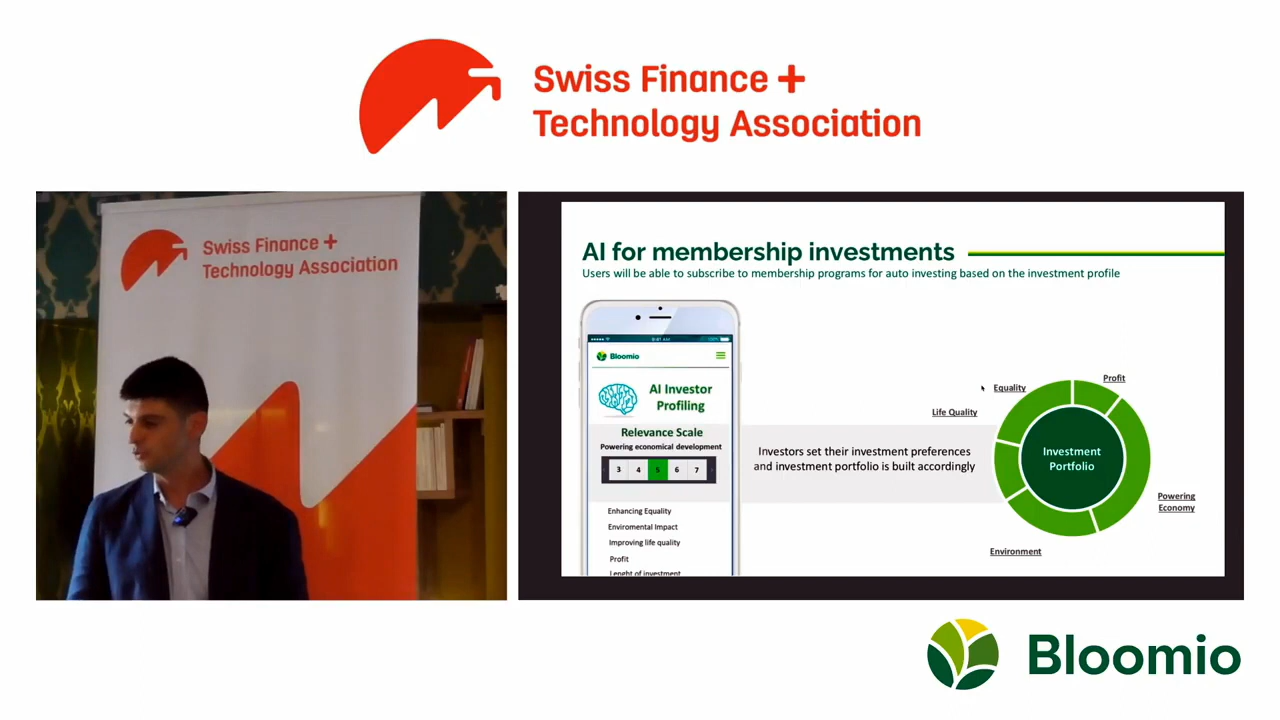 Swiss Finance +
Technology Association
Swiss Finance +
Technology Association
AI for membership investments
Users will be able to subscribe to membership programs for auto investing based on the investment profile
Bloomio
AI Investor
Profiling
Relevance Scale
Powering economical development
3 4 5 6 7
Enhancing Equality
Enviromental Impact
Improving life quality
Profit
Lenght of investment
Investors set their investment preferences
and investment portfolio is built accordingly
Equality
Profit
Life Quality
Investment
Portfolio
Powering
Economy
Environment
Bloomio